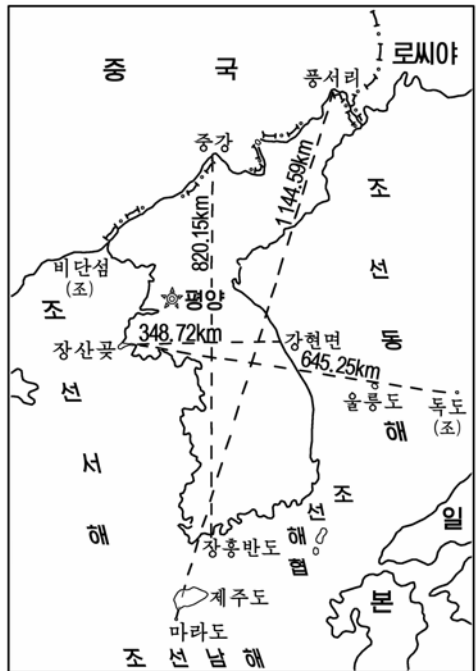 중 국
로씨야
풍서리
중강
1144.59km
820.15km
조 선 동 해
비단섬
(조)
평양
348.72km
장산곶
강현면
645.25km
울릉도
독도
(조)
조 선 서 해
조 선 해 협
장흥반도
일 본
제주도
마라도
조 선 남 해